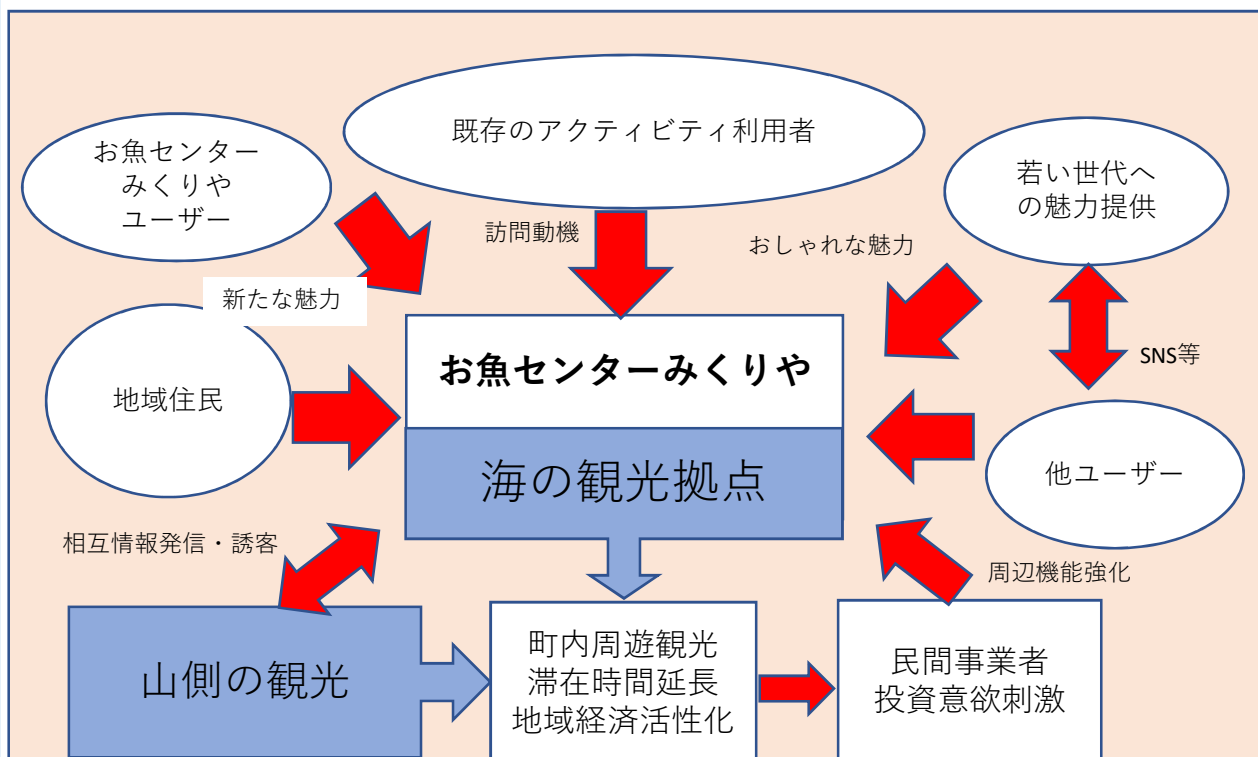 既存のアクティビティ利用者
お魚センター
みくりや
ユーザー
若い世代へ
の魅力提供
訪問動機
おしゃれな魅力
新たな魅力
お魚センターみくりや
SNS等
地域住民
海の観光拠点
他ユーザー
相互情報発信・誘客
周辺機能強化
山側の観光
町内周遊観光
滞在時間延長
地域経済活性化
民間事業者
投資意欲刺激